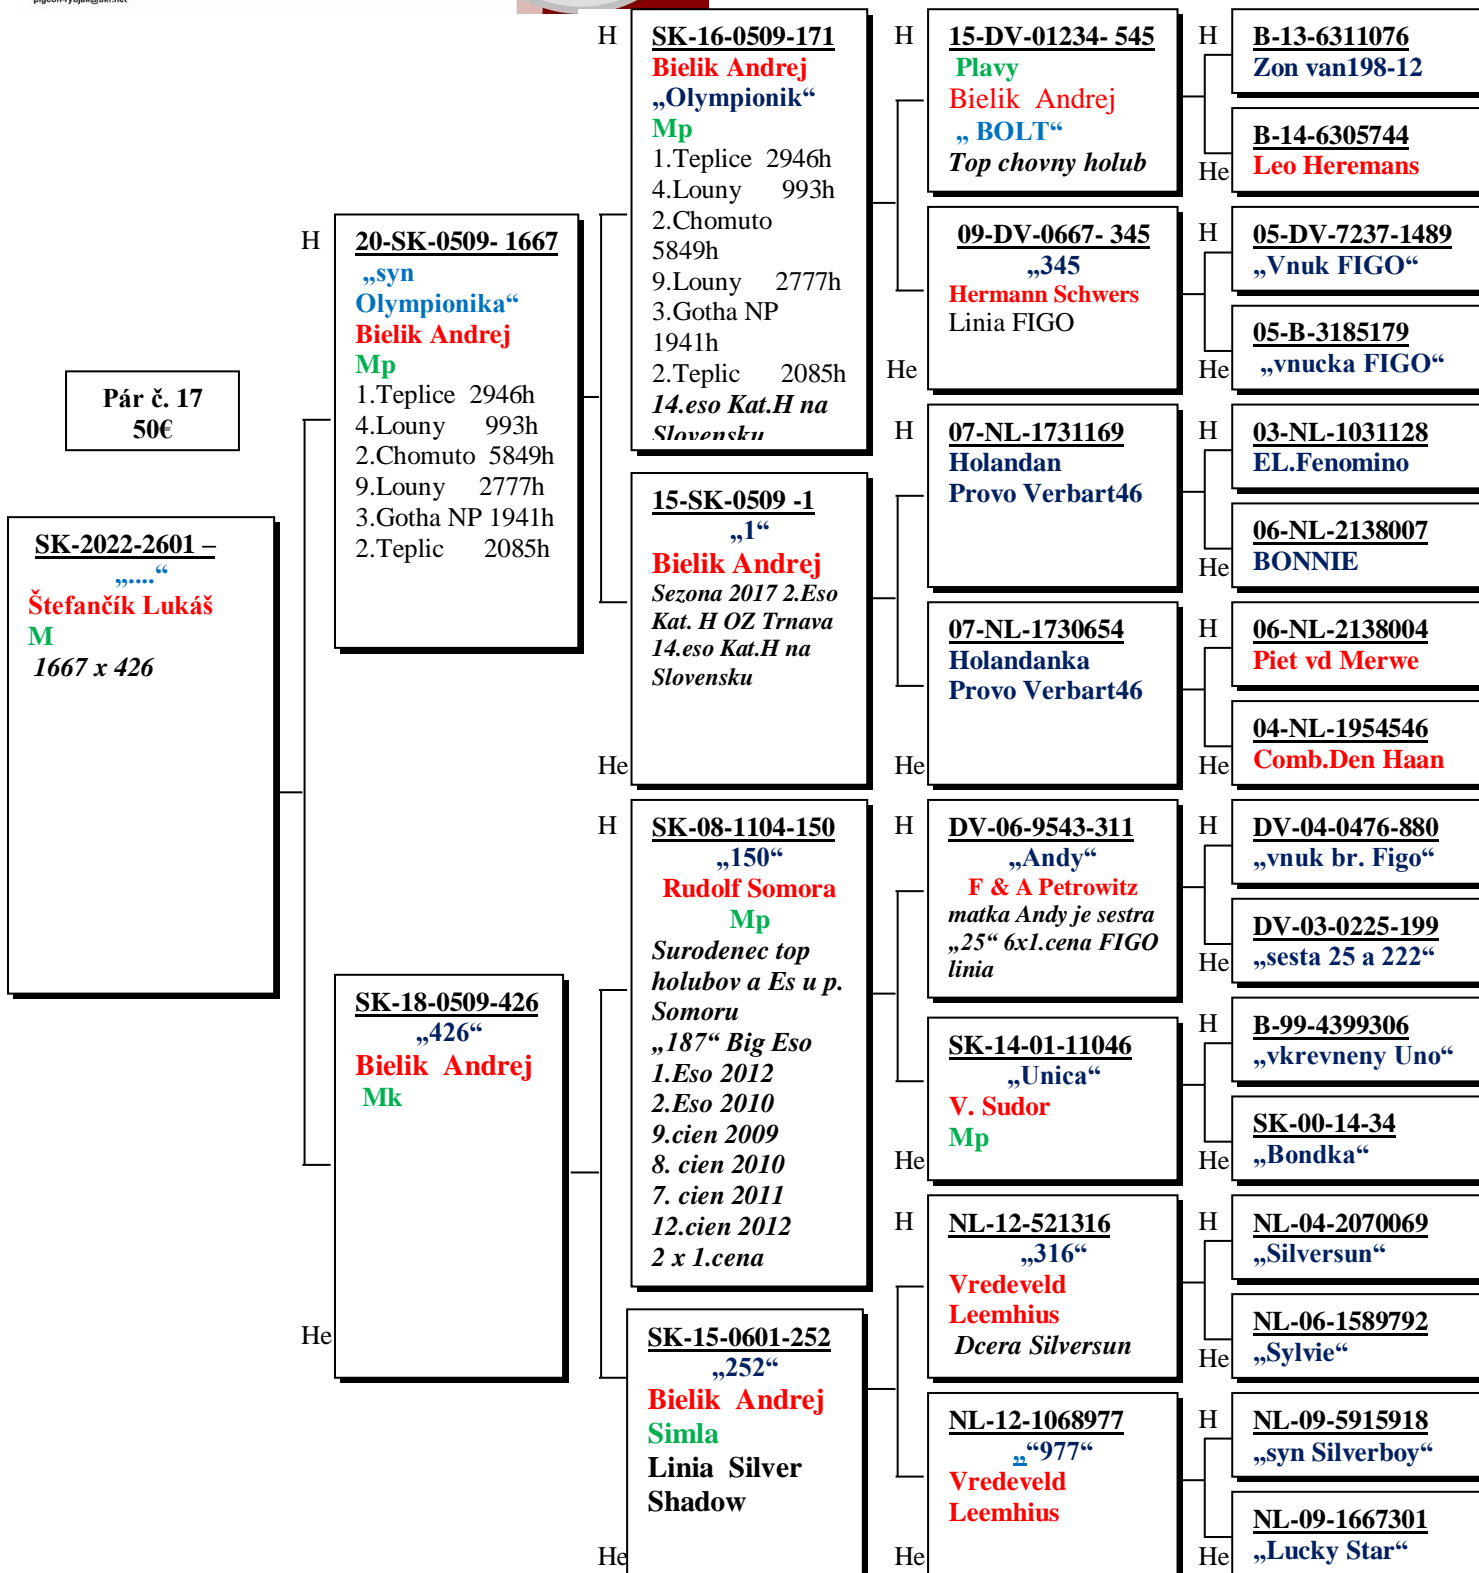 pigeon-rybjak@ukr.net
Pár č. 17
50€
SK-2022-2601 –
„....“
Štefančík Lukáš
M
1667 x 426
H
20-SK-0509- 1667
„syn
Olympionika“
Bielik Andrej
Mp
1.Teplice 2946h
4.Louny 993h
2.Chomuto 5849h
9.Louny 2777h
3.Gotha NP 1941h
2.Teplic 2085h
He
SK-18-0509-426
„426“
Bielik Andrej
Mk
H
SK-16-0509-171
Bielik Andrej
„Olympionik“
Mp
1.Teplice 2946h
4.Louny 993h
2.Chomuto
5849h
9.Louny 2777h
3.Gotha NP
1941h
2.Teplic 2085h
14.eso Kat.H na
Slovensku
He
15-SK-0509 -1
„1“
Bielik Andrej
Sezona 2017 2.Eso
Kat. H OZ Trnava
14.eso Kat.H na
Slovensku
H
SK-08-1104-150
„150“
Rudolf Somora
Mp
Surodenec top
holubov a Es u p.
Somoru
„187“ Big Eso
1.Eso 2012
2.Eso 2010
9.cien 2009
8. cien 2010
7. cien 2011
12.cien 2012
2 x 1.cena
He
SK-15-0601-252
„252“
Bielik Andrej
Simla
Linia Silver
Shadow
H
15-DV-01234- 545
Plavy
Bielik Andrej
„ BOLT“
Top chovny holub
He
09-DV-0667- 345
„345
Hermann Schwers
Linia FIGO
H
07-NL-1731169
Holandan
Provo Verbart46
He
07-NL-1730654
Holandanka
Provo Verbart46
H
DV-06-9543-311
„Andy“
F & A Petrowitz
matka Andy je sestra
„25“ 6x1.cena FIGO
linia
He
SK-14-01-11046
„Unica“
V. Sudor
Mp
H
NL-12-521316
„316“
Vredeveld
Leemhius
Dcera Silversun
He
NL-12-1068977
„“977“
Vredeveld
Leemhius
H
B-13-6311076
Zon van198-12
He
B-14-6305744
Leo Heremans
H
05-DV-7237-1489
„Vnuk FIGO“
He
05-B-3185179
„vnucka FIGO“
H
03-NL-1031128
EL.Fenomino
He
06-NL-2138007
BONNIE
H
06-NL-2138004
Piet vd Merwe
He
04-NL-1954546
Comb.Den Haan
H
DV-04-0476-880
„vnuk br. Figo“
He
DV-03-0225-199
„sesta 25 a 222“
H
B-99-4399306
„vkrevneny Uno“
He
SK-00-14-34
„Bondka“
H
NL-04-2070069
„Silversun“
He
NL-06-1589792
„Sylvie“
H
NL-09-5915918
„syn Silverboy“
He
NL-09-1667301
„Lucky Star“